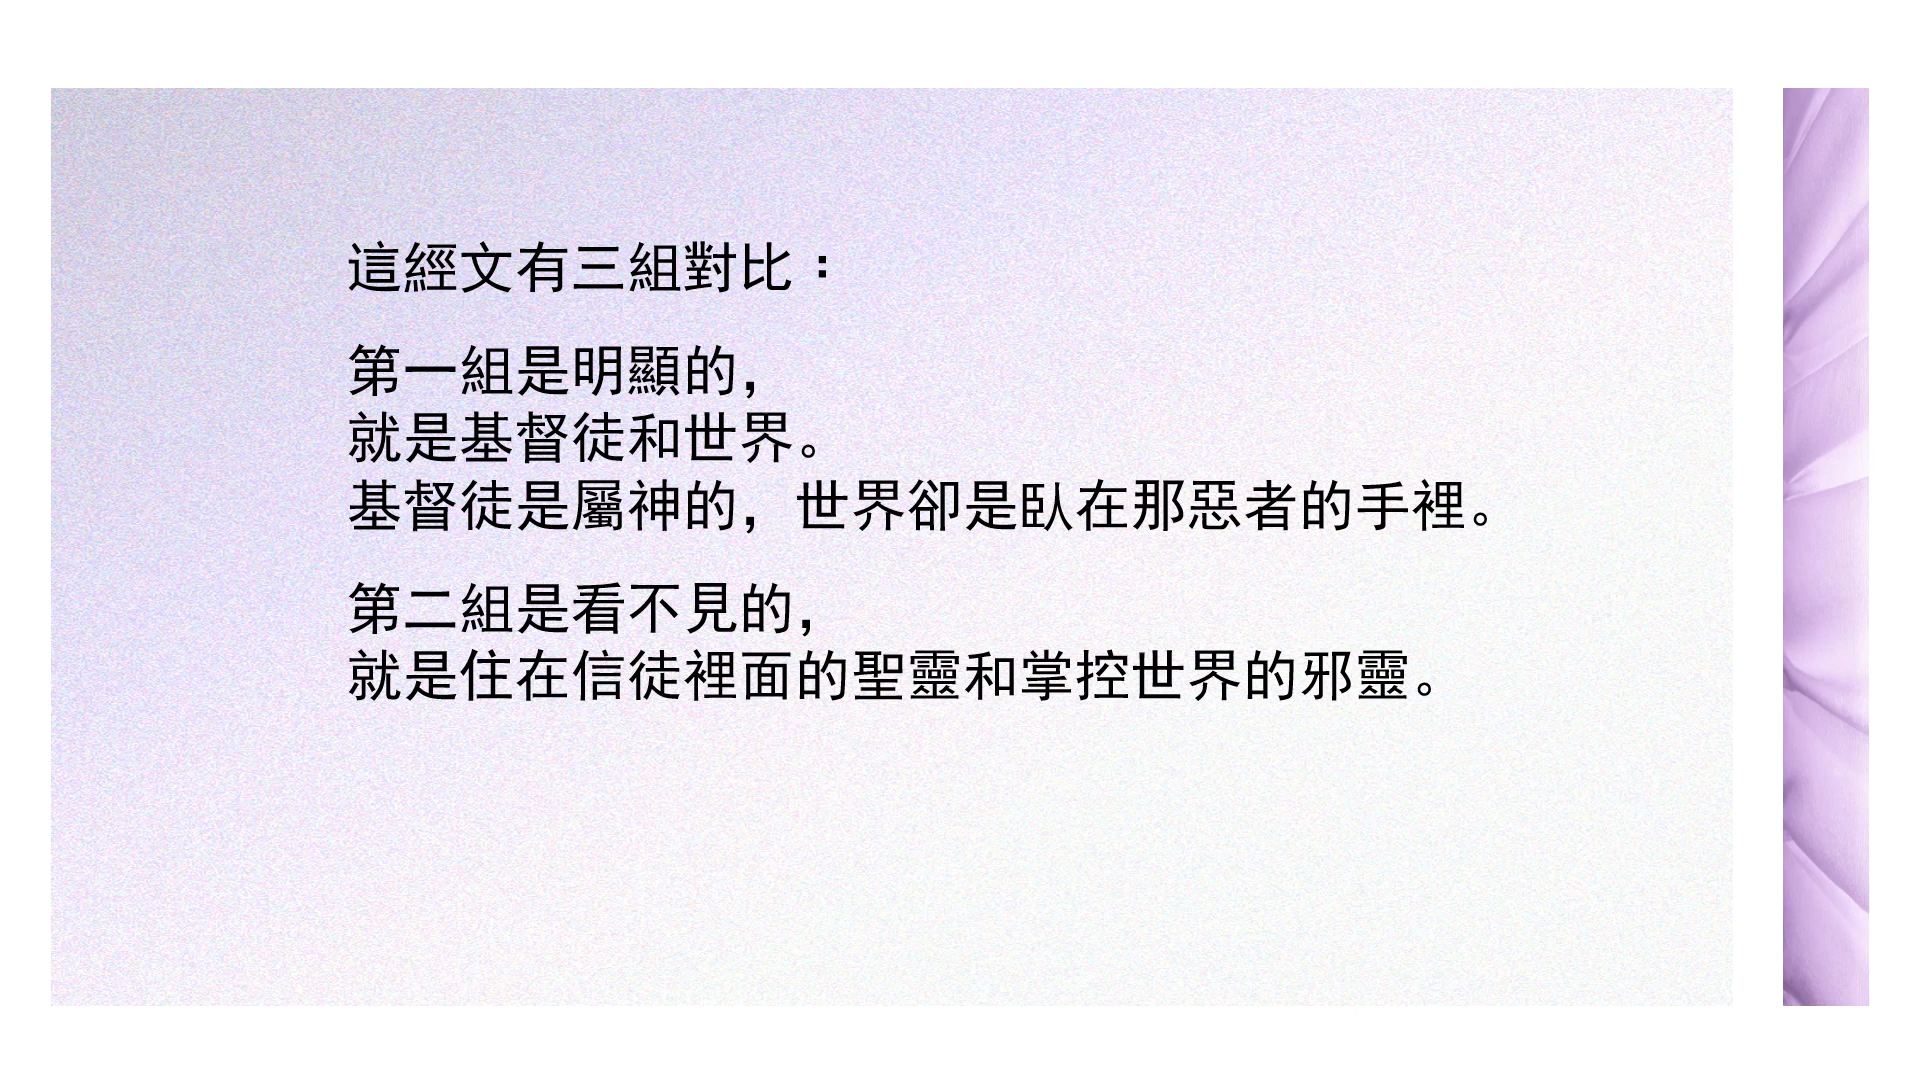 這經文有三組對比：
第一組是明顯的，
就是基督徒和世界。
基督徒是屬神的，世界卻是臥在那惡者的手裡。
第二組是看不見的，
就是住在信徒裡面的聖靈和掌控世界的邪靈。